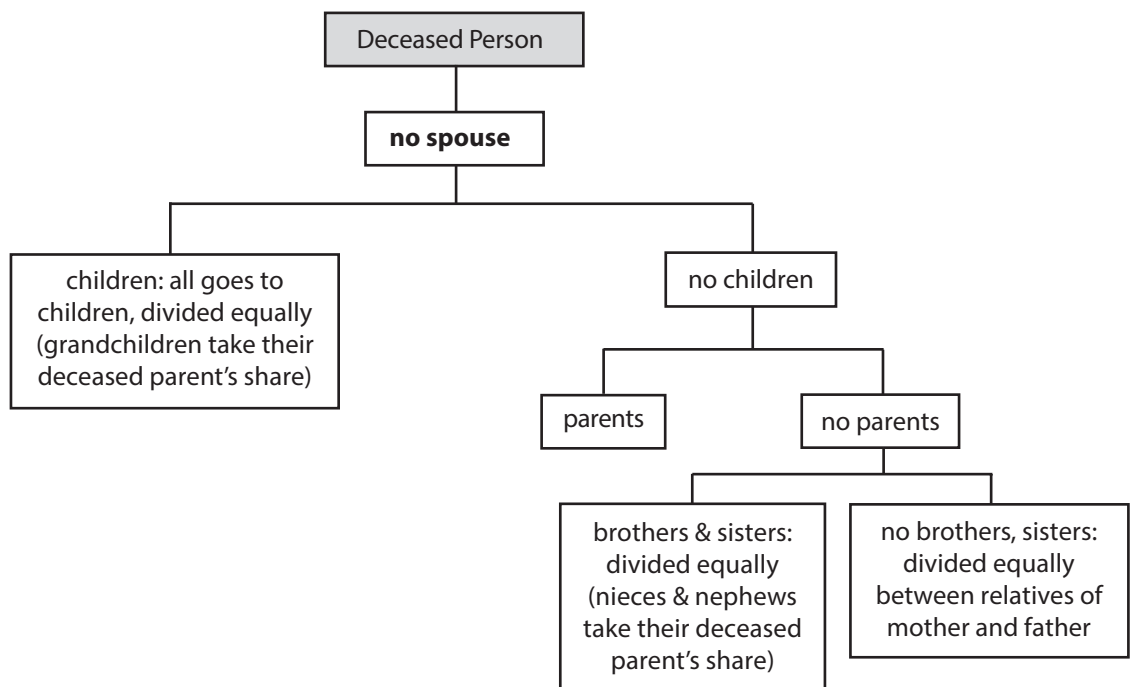 Deceased Person
no spouse
children: all goes to
children, divided equally
(grandchildren take their
deceased parent's share)
no children
parents
no parents
brothers & sisters:
divided equally
(nieces & nephews
take their deceased
parent's share)
no brothers, sisters:
divided equally
between relatives of
mother and father